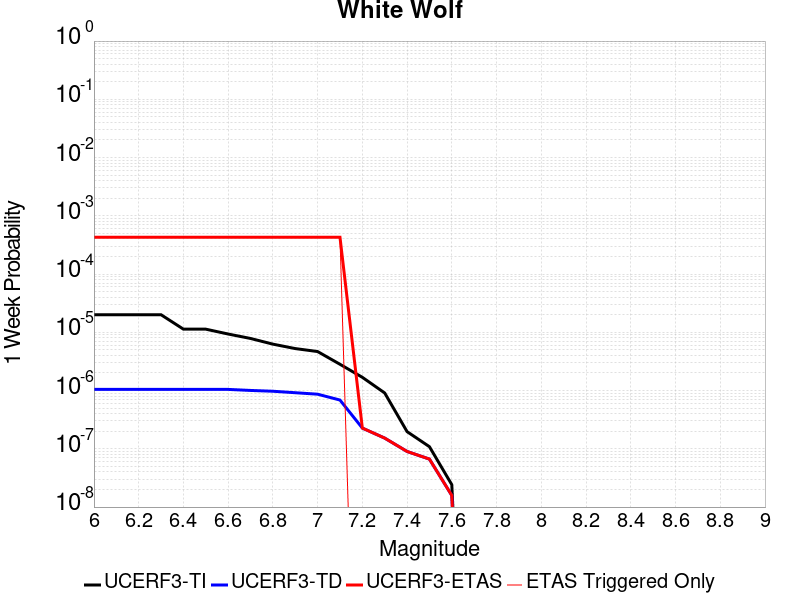 White Wolf
10 0
10 -1
10 -2
10 -3
10 -4
10 -5
10 -6
10 -7
10 -8
1 Week Probability
6 6.2 6.4 6.6 6.8 7 7.2 7.4 7.6 7.8 8 8.2 8.4 8.6 8.8 9
Magnitude
UCERF3-TI UCERF3-TD UCERF3-ETAS ETAS Triggered Only